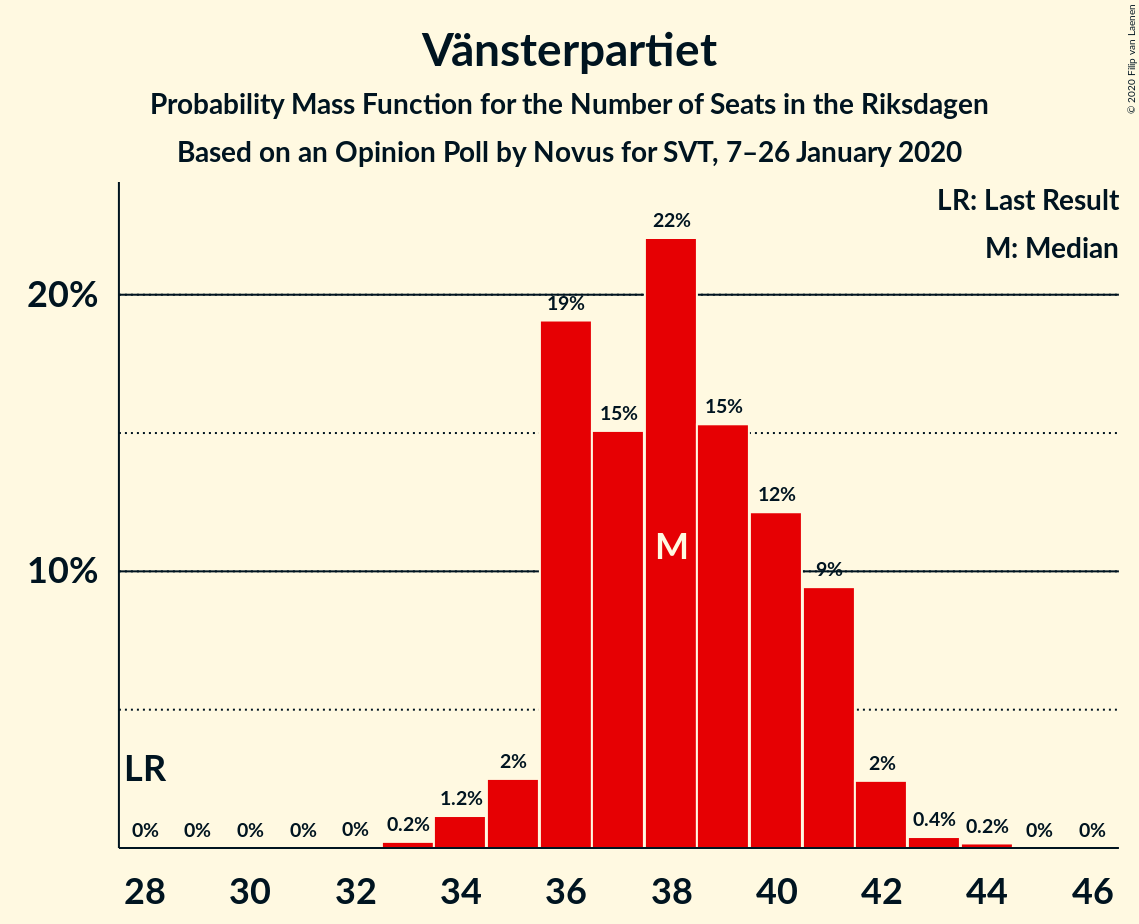 Vänsterpartiet
Probability Mass Function for the Number of Seats in the Riksdagen
Based on an Opinion Poll by Novus for SVT, 7–26 January 2020
© 2020 Filip van Laenen
LR: Last Result
M: Median
20%
10%
22%
19%
15%
15%
12%
9%
M
LR
0% 0% 0% 0% 0% 0.2% 1.2% 2% 2% 0.4% 0.2% 0% 0%
28 30 32 34 36 38 40 42 44 46